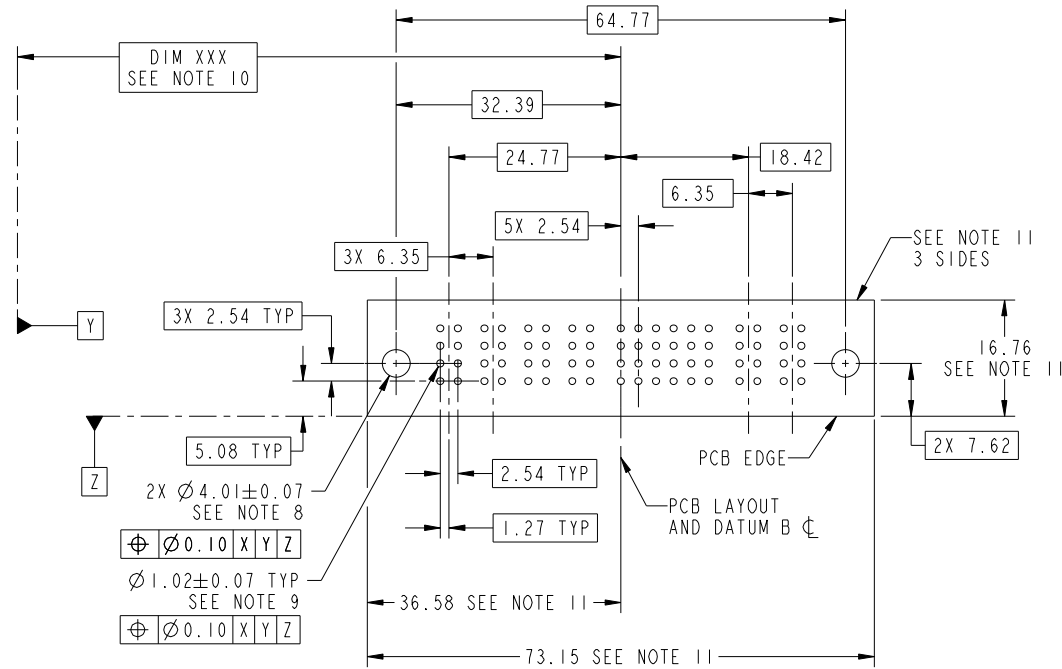 64.77
DIM XXX
SEE NOTE 10
32.39
24.77
18.42
6.35
5X 2.54
3X 6.35
SEE NOTE 11
3 SIDES
3X 2.54 TYP
Y
16.76
SEE NOTE 11
5.08 TYP
PCB EDGE
2X 7.62
Z
2.54 TYP
2X Ø4.01±0.07
SEE NOTE 8
PCB LAYOUT
AND DATUM B ℄
1.27 TYP
⌖ Ø0.10 X Y Z
Ø1.02±0.07 TYP
SEE NOTE 9
36.58 SEE NOTE 11
⌖ Ø0.10 X Y Z
73.15 SEE NOTE 11